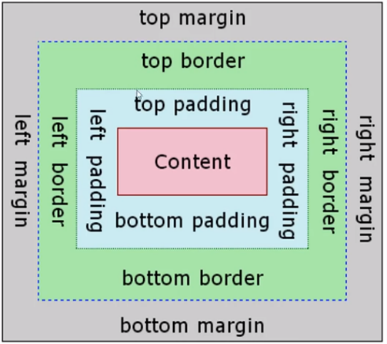 top margin
top border
top padding
left margin
left border
left padding
Content
right padding
right border
right margin
bottom padding
bottom border
bottom margin